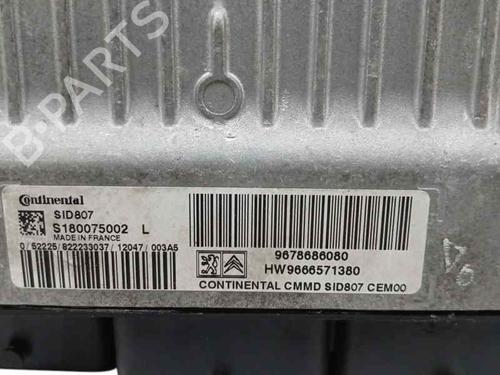 B-PARTS
Continental
SID807
S180075002 L
MADE IN FRANCE
0/52225/822233037/12047/003A5
9678686080
HW9666571380
CONTINENTAL CMMD SID807 CEM00